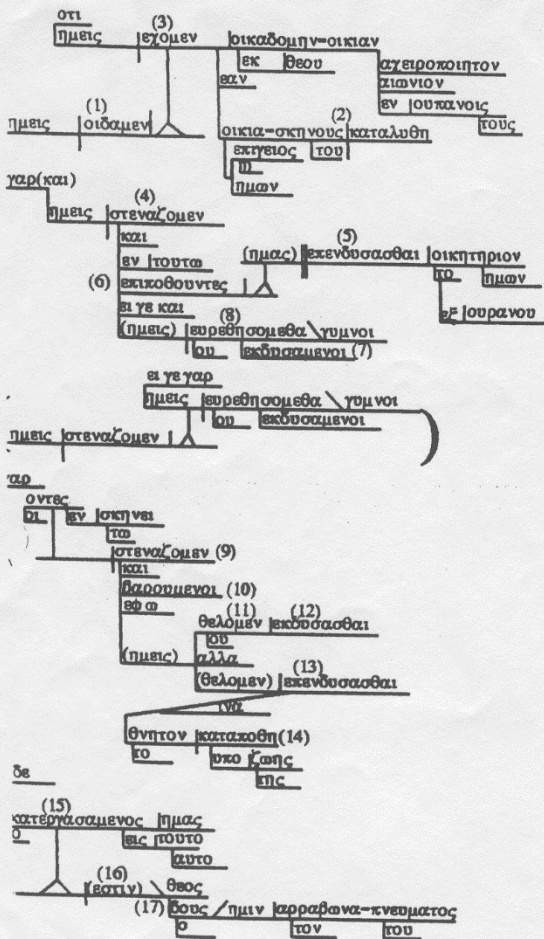 οτι
ημεις εχομεν (3) οικαδομην=οικιαν
εκ θεου αχειροποιητον
εαν αιωνιον
εν ουπανοις
τους
(1) (2)
ημεις οιδαμεν οικια=σκηνους καταλυθη
επιγειος του
ημων
γαρ(και)
(4)
ημεις στεναζομεν
και (5)
εν τουτω (ημας) επενδυσασθαι οικητηριον
(6) επιποθουντες το ημων
ει γε και εξ ουρανου
(8)
(ημεις) ευρεθησομεθα γυμνοι
ου εκδυσαμενοι (7)
ει γε γαρ
ημεις ευρεθησομεθα γυμνοι
ου εκδυσαμενοι )
ημεις στεναζομεν
γαρ
οντες
οι εν σκηνει
τω
στεναζομεν (9)
και
βαρουμενοι (10)
εφ ω (11) (12)
θελομεν εκδυσασθαι
ου
(ημεις) αλλα (13)
(θελομεν) επενδυσασθαι
ινα
θνητον καταποθη (14)
το υπο ζωης
της
δε
(15)
κατεργασαμενος ημας
ο εις τουτο
αυτο
(16)
(εστιν) θεος
(17) δους ημιν αρραβωνα=πνευματος
ο τον του